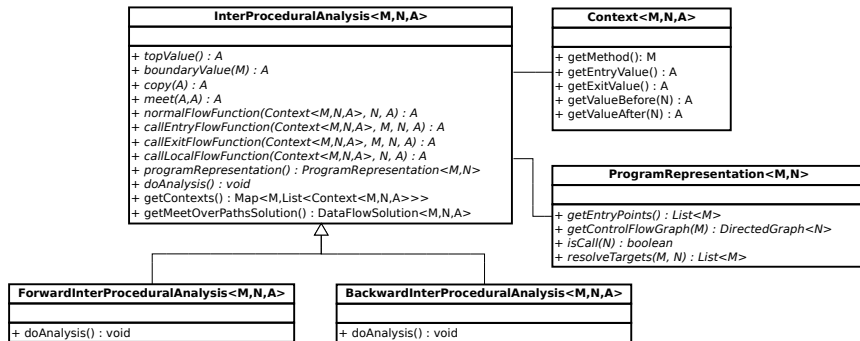 InterProceduralAnalysis<M,N,A>
+ topValue() : A
+ boundaryValue(M) : A
+ copy(A) : A
+ meet(A,A) : A
+ normalFlowFunction(Context<M,N,A>, N, A) : A
+ callEntryFlowFunction(Context<M,N,A>, M, N, A) : A
+ callExitFlowFunction(Context<M,N,A>, M, N, A) : A
+ callLocalFlowFunction(Context<M,N,A>, N, A) : A
+ programRepresentation() : ProgramRepresentation<M,N>
+ doAnalysis() : void
+ getContexts() : Map<M,List<Context<M,N,A>>>
+ getMeetOverPathsSolution() : DataFlowSolution<M,N,A>
Context<M,N,A>
+ getMethod(): M
+ getEntryValue() : A
+ getExitValue() : A
+ getValueBefore(N) : A
+ getValueAfter(N) : A
ProgramRepresentation<M,N>
+ getEntryPoints() : List<M>
+ getControlFlowGraph(M) : DirectedGraph<N>
+ isCall(N) : boolean
+ resolveTargets(M, N) : List<M>
ForwardInterProceduralAnalysis<M,N,A>
+ doAnalysis() : void
BackwardInterProceduralAnalysis<M,N,A>
+ doAnalysis() : void